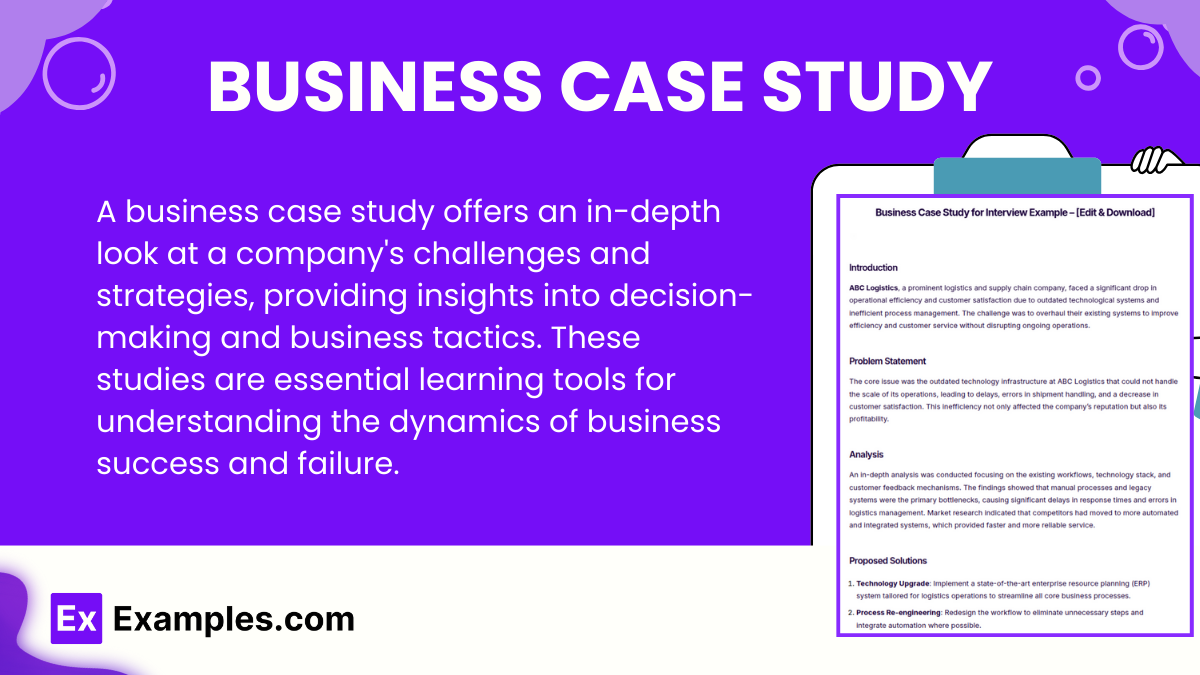 BUSINESS CASE STUDY
A business case study offers an in-depth
look at a company's challenges and
strategies, providing insights into decision-
making and business tactics. These
studies are essential learning tools for
understanding the dynamics of business
success and failure.
Ex Examples.com
Business Case Study for Interview Example – [Edit & Download]
Introduction
ABC Logistics, a prominent logistics and supply chain company, faced a significant drop in
operational efficiency and customer satisfaction due to outdated technological systems and
inefficient process management. The challenge was to overhaul their existing systems to improve
efficiency and customer service without disrupting ongoing operations.
Problem Statement
The core issue was the outdated technology infrastructure at ABC Logistics that could not handle
the scale of its operations, leading to delays, errors in shipment handling, and a decrease in
customer satisfaction. This inefficiency not only affected the company's reputation but also its
profitability.
Analysis
An in-depth analysis was conducted focusing on the existing workflows, technology stack, and
customer feedback mechanisms. The findings showed that manual processes and legacy
systems were the primary bottlenecks, causing significant delays in response times and errors in
logistics management. Market research indicated that competitors had moved to more automated
and integrated systems, which provided faster and more reliable service.
Proposed Solutions
1. Technology Upgrade: Implement a state-of-the-art enterprise resource planning (ERP)
system tailored for logistics operations to streamline all core business processes.
2. Process Re-engineering: Redesign the workflow to eliminate unnecessary steps and
integrate automation where possible.